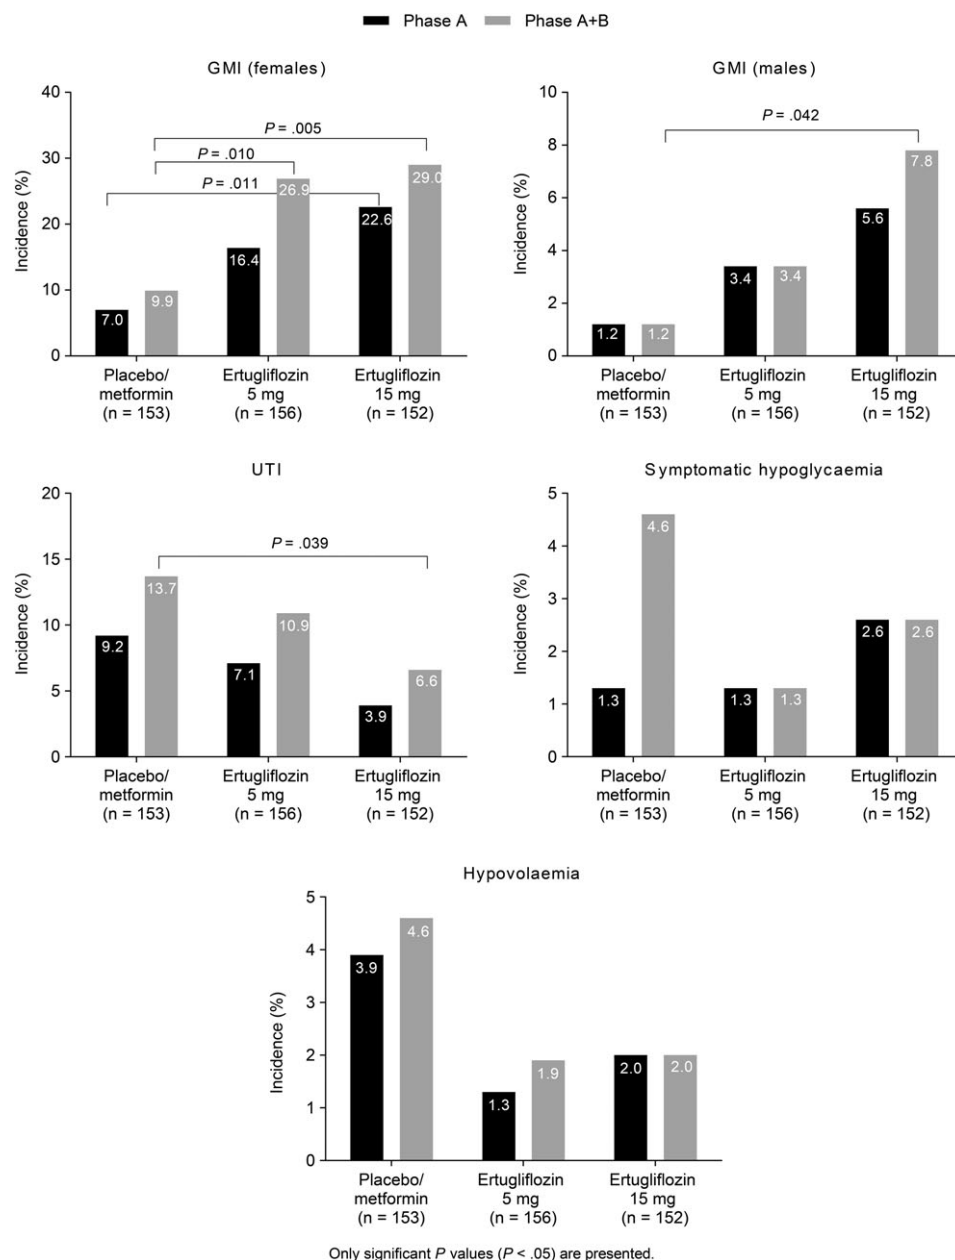 Phase A Phase A+B
GMI (females)
Incidence (%)
40
30
20
10
0
P = .005
P = .010
P = .011
7.0
9.9
16.4
26.9
22.6
29.0
Placebo/
metformin
(n = 153)
Ertugliflozin
5 mg
(n = 156)
Ertugliflozin
15 mg
(n = 152)
GMI (males)
Incidence (%)
10
8
6
4
2
0
P = .042
1.2
1.2
3.4
3.4
5.6
7.8
Placebo/
metformin
(n = 153)
Ertugliflozin
5 mg
(n = 156)
Ertugliflozin
15 mg
(n = 152)
UTI
Incidence (%)
20
15
10
5
0
P = .039
9.2
13.7
7.1
10.9
3.9
6.6
Placebo/
metformin
(n = 153)
Ertugliflozin
5 mg
(n = 156)
Ertugliflozin
15 mg
(n = 152)
Symptomatic hypoglycaemia
Incidence (%)
5
4
3
2
1
0
1.3
4.6
1.3
1.3
2.6
2.6
Placebo/
metformin
(n = 153)
Ertugliflozin
5 mg
(n = 156)
Ertugliflozin
15 mg
(n = 152)
Hypovolaemia
Incidence (%)
5
4
3
2
1
0
3.9
4.6
1.3
1.9
2.0
2.0
Placebo/
metformin
(n = 153)
Ertugliflozin
5 mg
(n = 156)
Ertugliflozin
15 mg
(n = 152)
Only significant P values (P < .05) are presented.